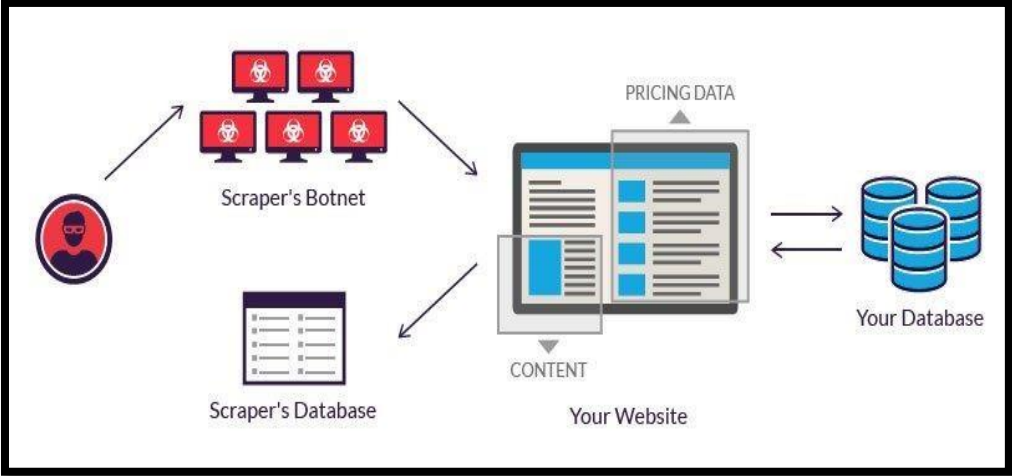 PRICING DATA
Scraper's Botnet
Your Database
CONTENT
Scraper's Database
Your Website